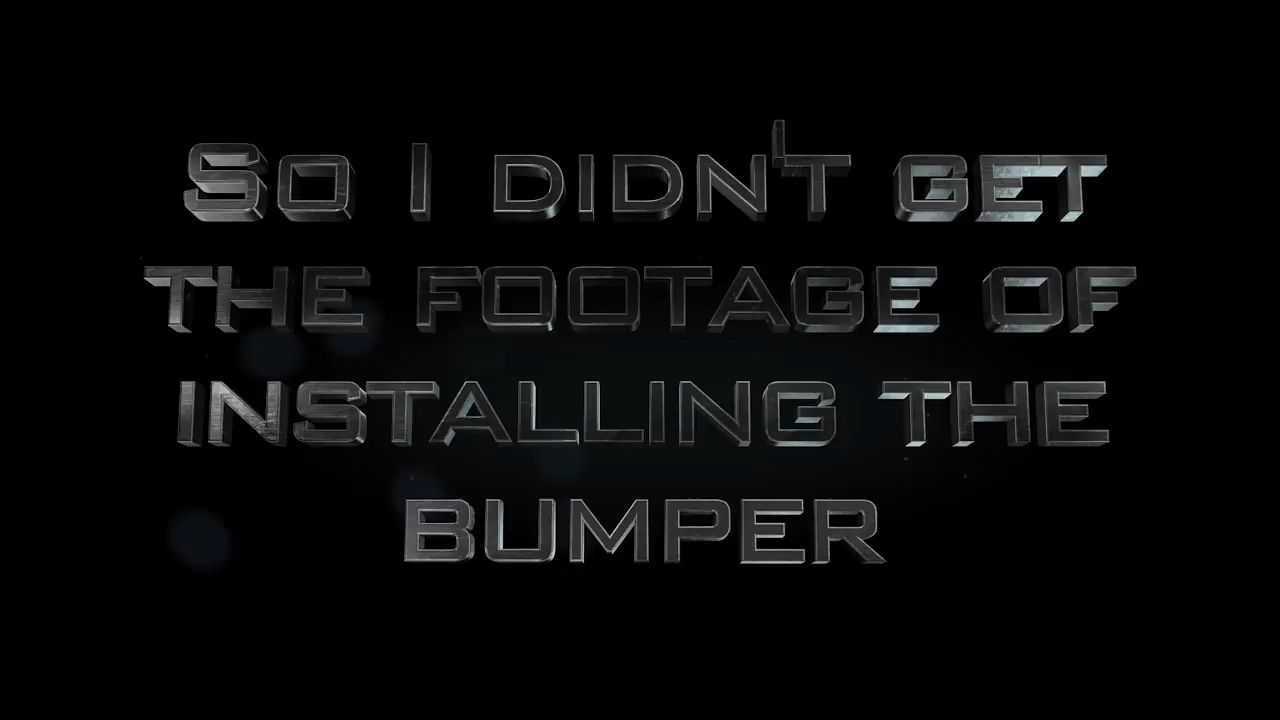 So I didn't get
the footage of
installing the
bumper